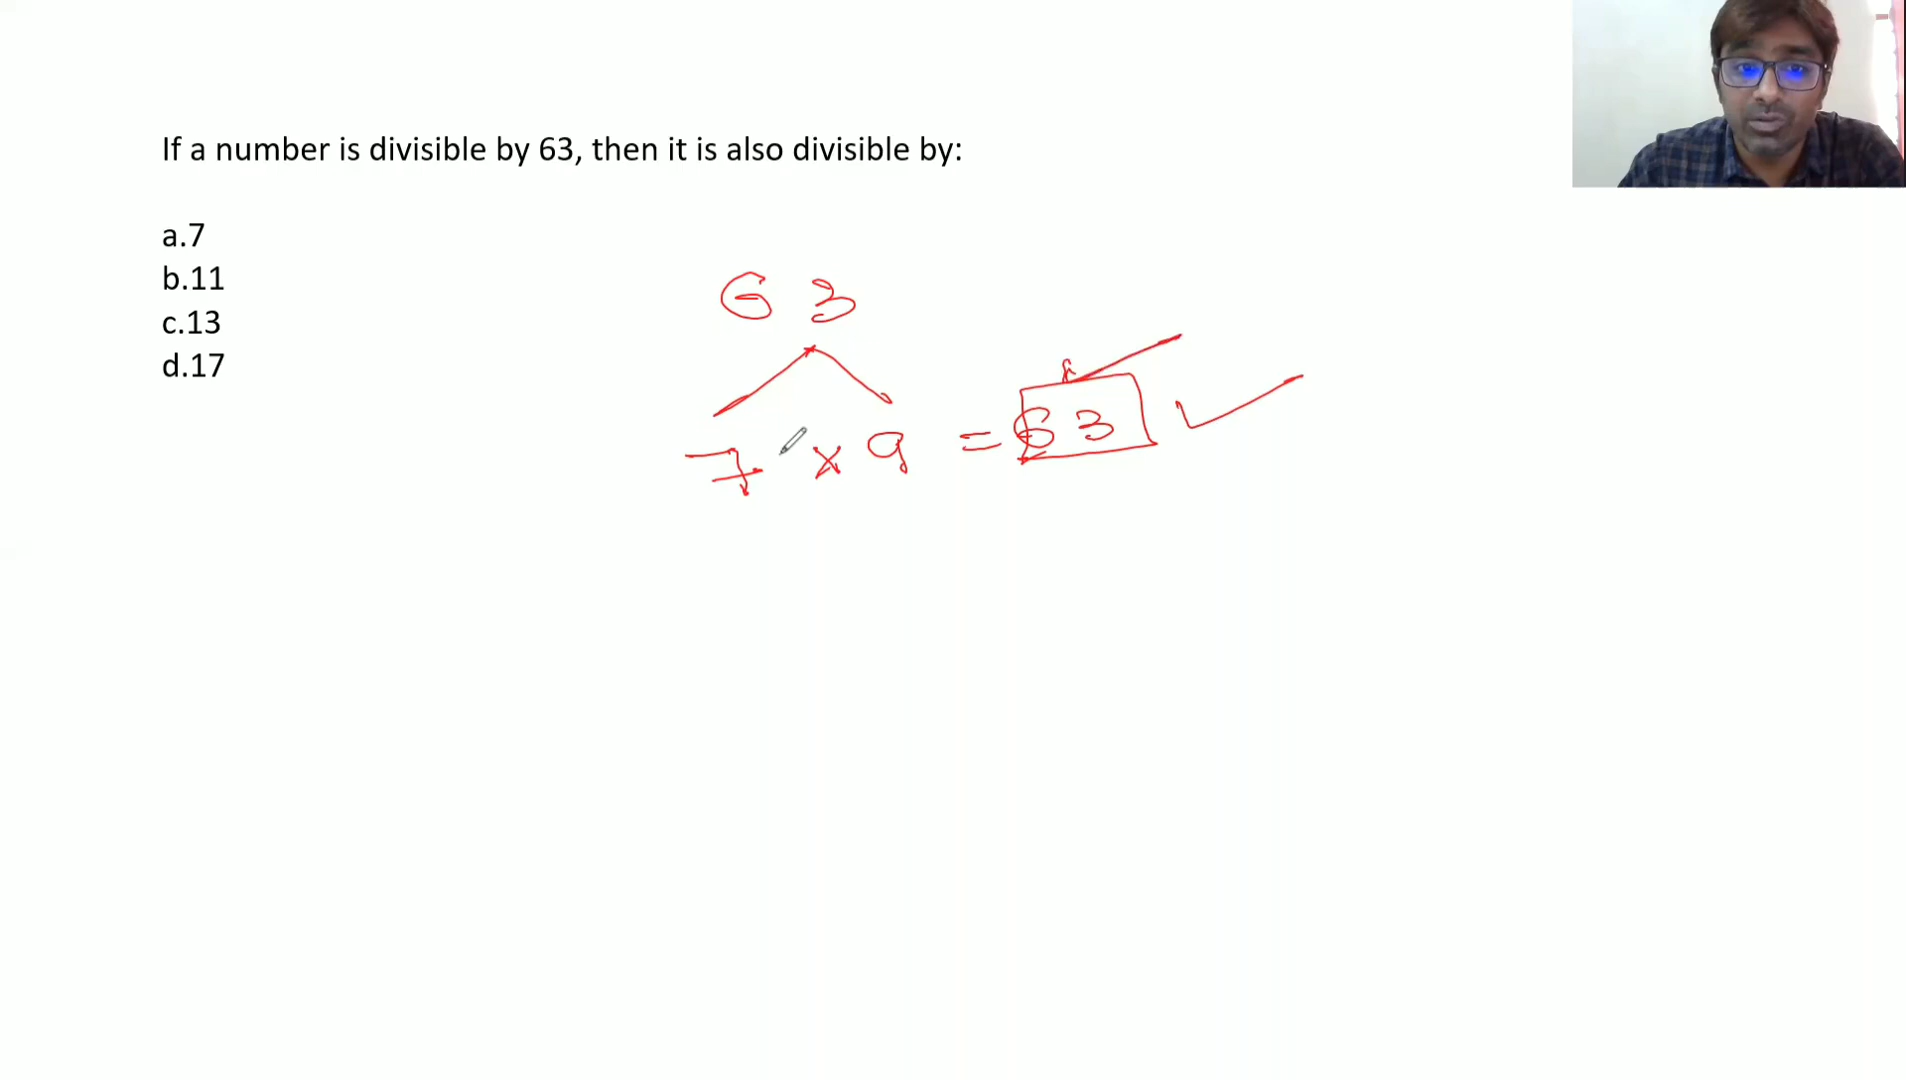 If a number is divisible by 63, then it is also divisible by:
a.7
b.11
c.13
d.17
63
7 x 9 = 63